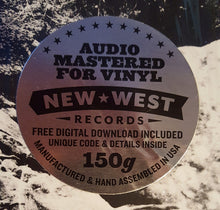 AUDIO
MASTERED
FOR VINYL
NEW★WEST
RECORDS
FREE DIGITAL DOWNLOAD INCLUDED
UNIQUE CODE & DETAILS INSIDE
150g
MANUFACTURED & HAND ASSEMBLED IN USA